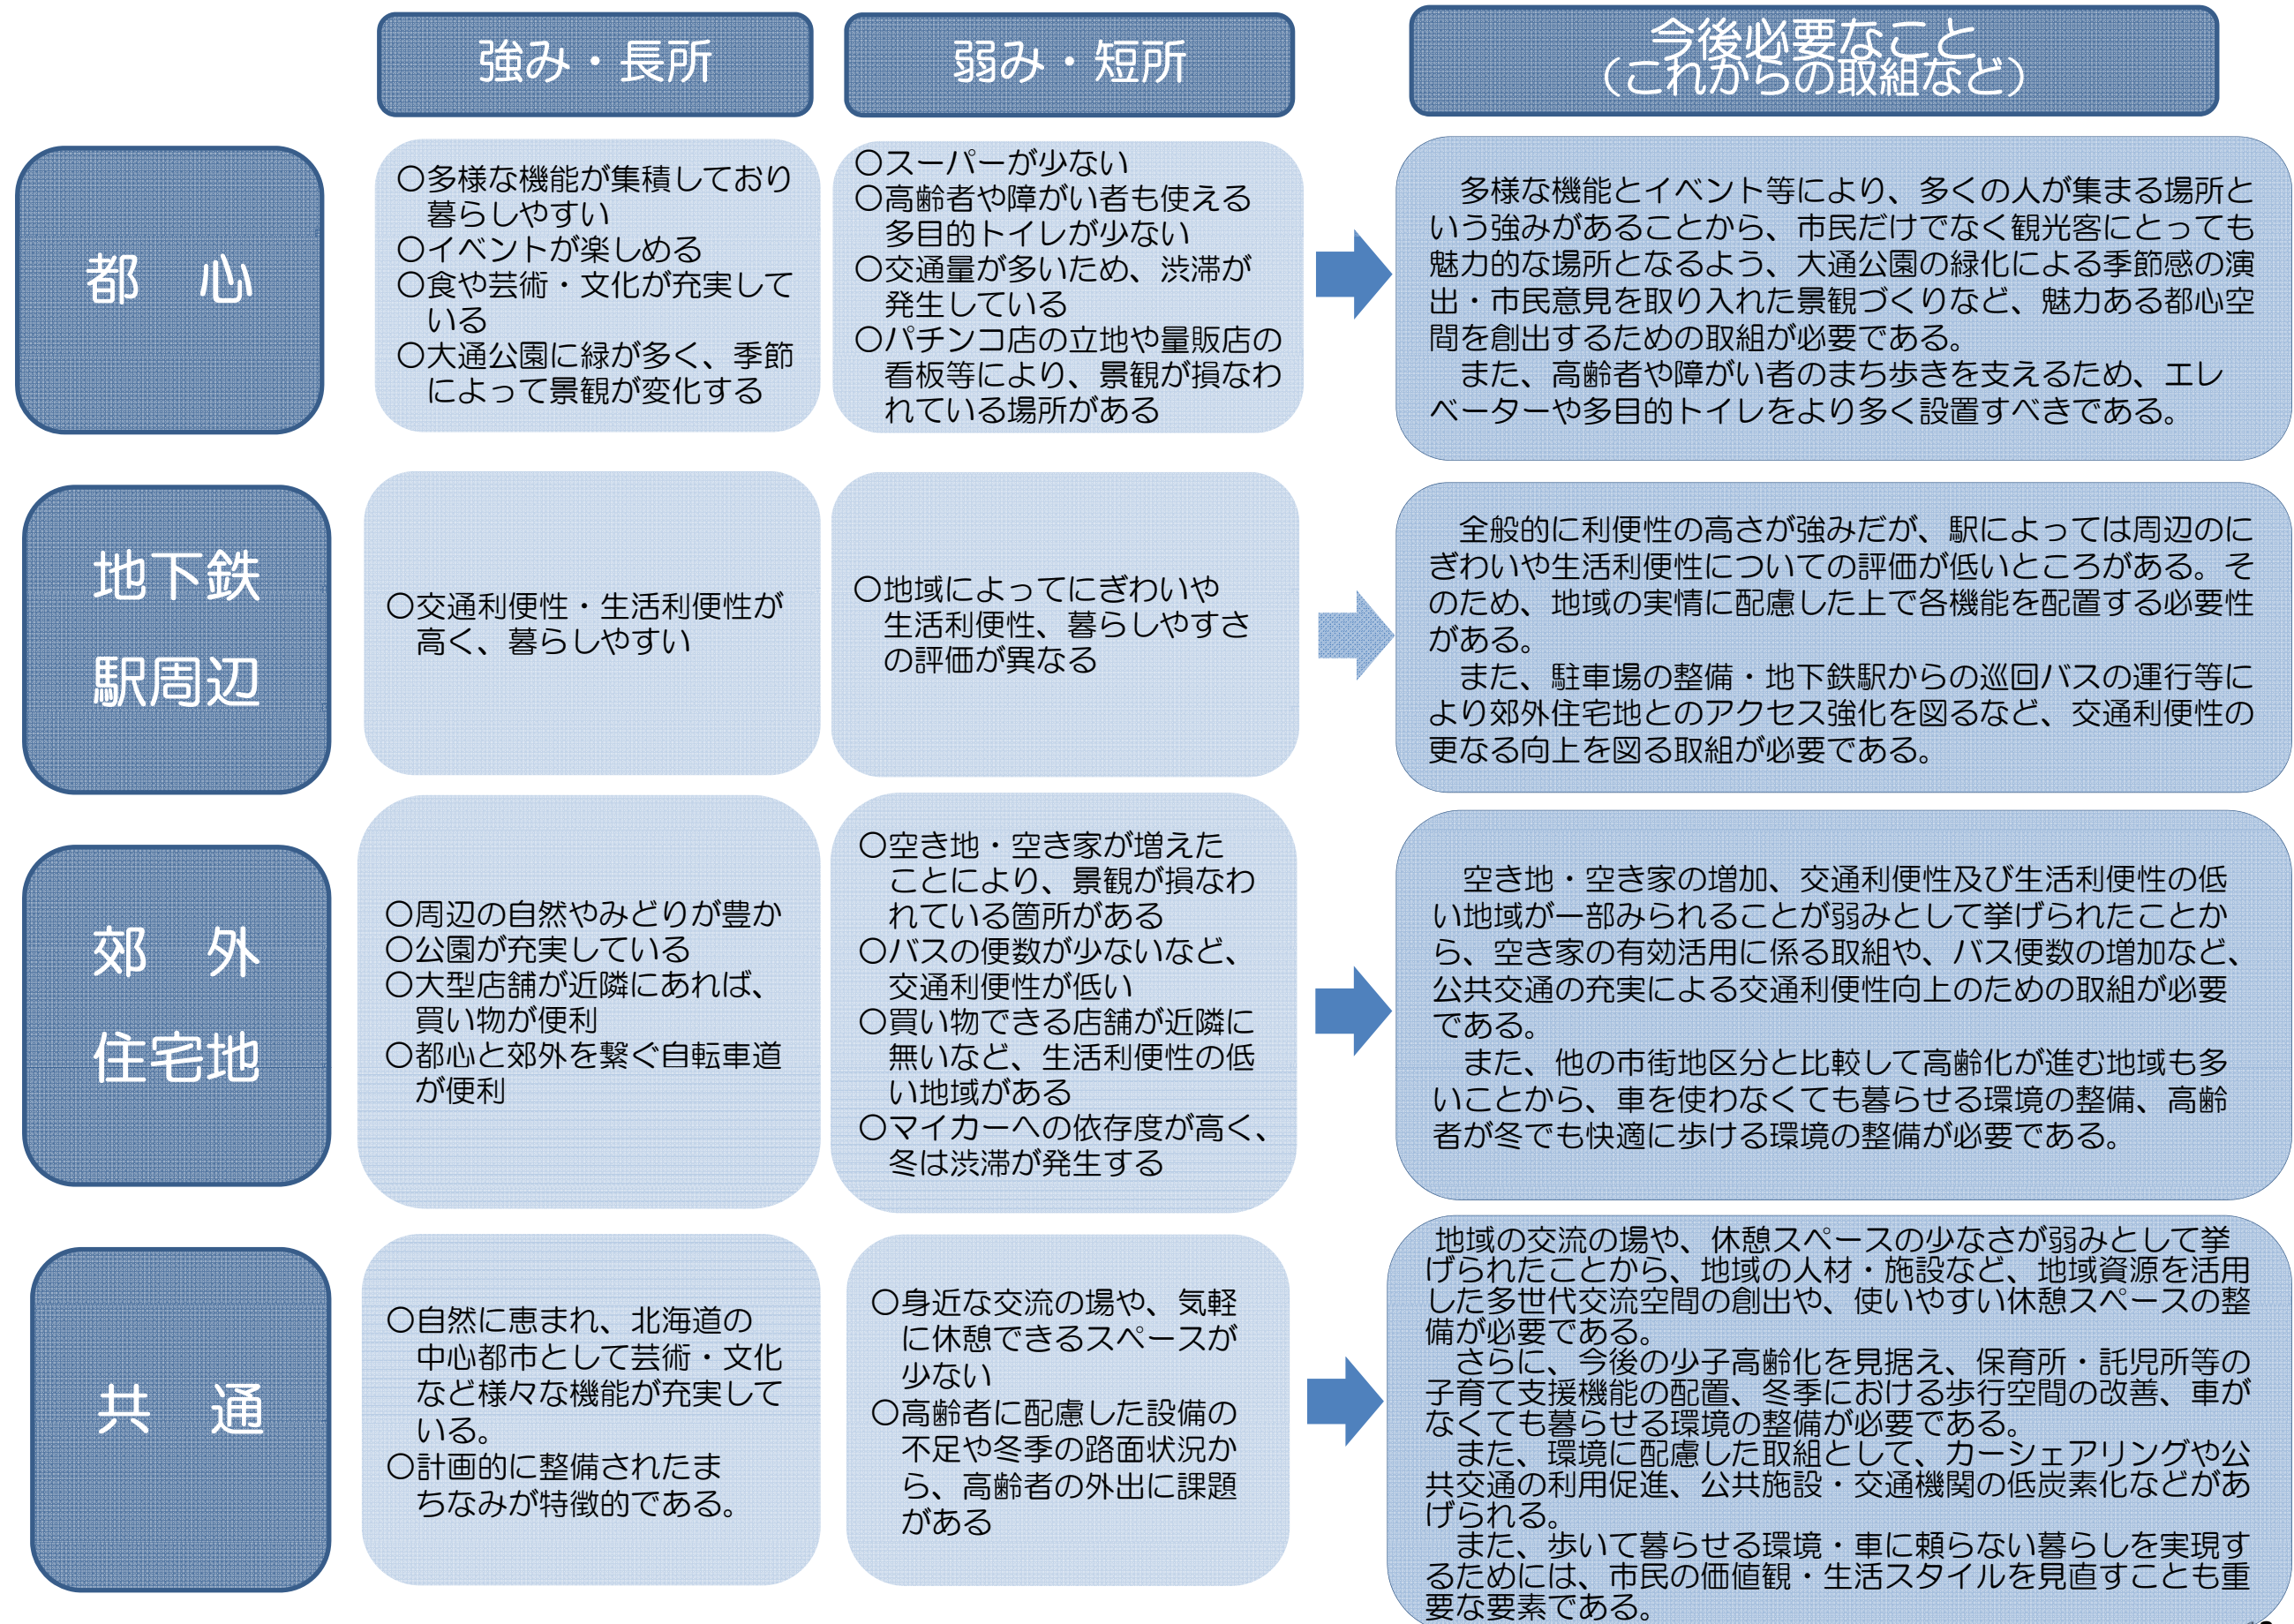 強み・長所
弱み・短所
今後必要なこと
（これからの取組など）
都　心
〇多様な機能が集積しており
暮らしやすい
〇イベントが楽しめる
〇食や芸術・文化が充実して
いる
〇大通公園に緑が多く、季節
によって景観が変化する
〇スーパーが少ない
〇高齢者や障がい者も使える
多目的トイレが少ない
〇交通量が多いため、渋滞が
発生している
〇パチンコ店の立地や量販店の
看板等により、景観が損なわ
れている場所がある
多様な機能とイベント等により、多くの人が集まる場所と
いう強みがあることから、市民だけでなく観光客にとっても
魅力的な場所となるよう、大通公園の緑化による季節感の演
出・市民意見を取り入れた景観づくりなど、魅力ある都心空
間を創出するための取組が必要である。
また、高齢者や障がい者のまち歩きを支えるため、エレ
ベーターや多目的トイレをより多く設置すべきである。
地下鉄
駅周辺
〇交通利便性・生活利便性が
高く、暮らしやすい
〇地域によってにぎわいや
生活利便性、暮らしやすさ
の評価が異なる
全般的に利便性の高さが強みだが、駅によっては周辺のに
ぎわいや生活利便性についての評価が低いところがある。そ
のため、地域の実情に配慮した上で各機能を配置する必要性
がある。
また、駐車場の整備・地下鉄駅からの巡回バスの運行等に
より郊外住宅地とのアクセス強化を図るなど、交通利便性の
更なる向上を図る取組が必要である。
郊　外
住宅地
〇周辺の自然やみどりが豊か
〇公園が充実している
〇大型店舗が近隣にあれば、
買い物が便利
〇都心と郊外を繋ぐ自転車道
が便利
〇空き地・空き家が増えた
ことにより、景観が損なわ
れている箇所がある
〇バスの便数が少ないなど、
交通利便性が低い
〇買い物できる店舗が近隣に
無いなど、生活利便性の低
い地域がある
〇マイカーへの依存度が高く、
冬は渋滞が発生する
空き地・空き家の増加、交通利便性及び生活利便性の低
い地域が一部みられることが弱みとして挙げられたことか
ら、空き家の有効活用に係る取組や、バス便数の増加など、
公共交通の充実による交通利便性向上のための取組が必要
である。
また、他の市街地区分と比較して高齢化が進む地域も多
いことから、車を使わなくても暮らせる環境の整備、高齢
者が冬でも快適に歩ける環境の整備が必要である。
共　通
〇自然に恵まれ、北海道の
中心都市として芸術・文化
など様々な機能が充実して
いる。
〇計画的に整備されたま
ちなみが特徴的である。
〇身近な交流の場や、気軽
に休憩できるスペースが
少ない
〇高齢者に配慮した設備の
不足や冬季の路面状況か
ら、高齢者の外出に課題
がある
地域の交流の場や、休憩スペースの少なさが弱みとして挙
げられたことから、地域の人材・施設など、地域資源を活用
した多世代交流空間の創出や、使いやすい休憩スペースの整
備が必要である。
さらに、今後の少子高齢化を見据え、保育所・託児所等の
子育て支援機能の配置、冬季における歩行空間の改善、車が
なくても暮らせる環境の整備が必要である。
また、環境に配慮した取組として、カーシェアリングや公
共交通の利用促進、公共施設・交通機関の低炭素化などがあ
げられる。
また、歩いて暮らせる環境・車に頼らない暮らしを実現す
るためには、市民の価値観・生活スタイルを見直すことも重
要な要素である。